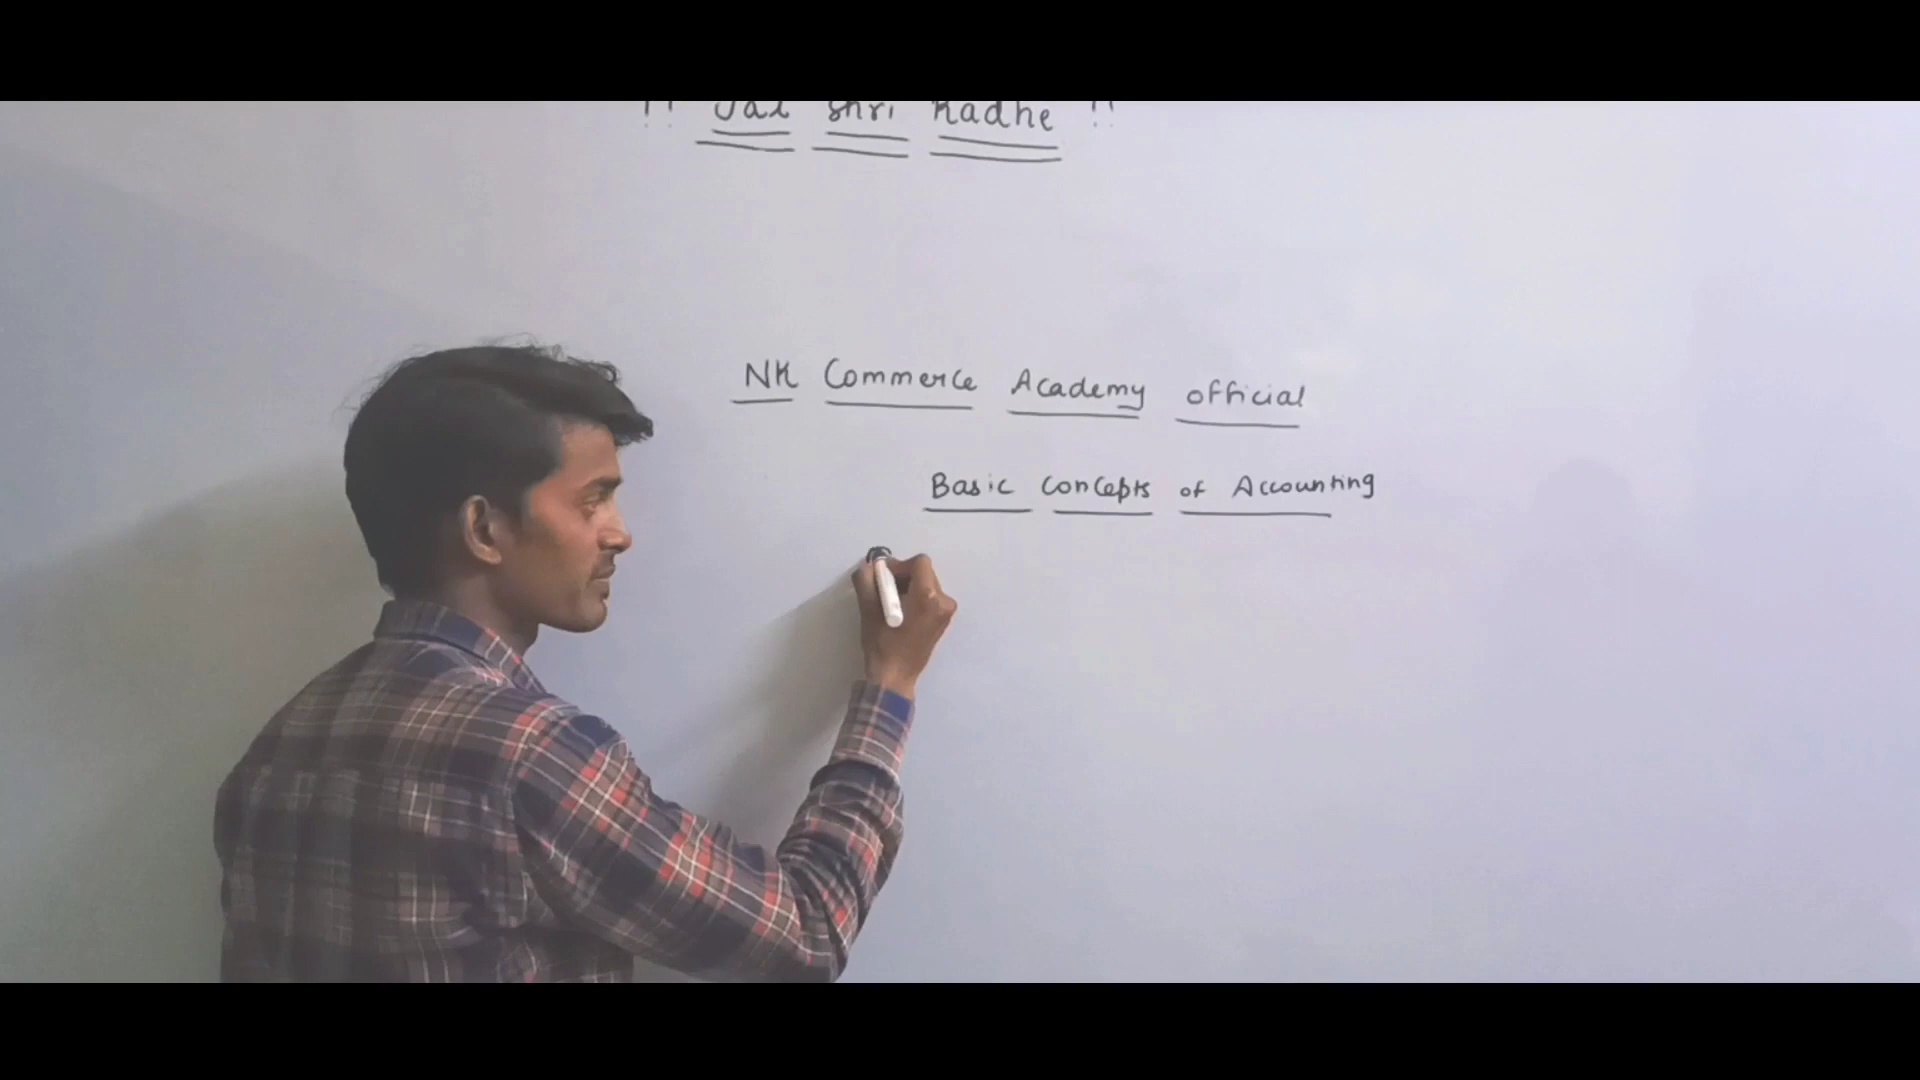 !! Jai Shri Radhe !!
NK Commerce Academy official
Basic Concepts of Accounting